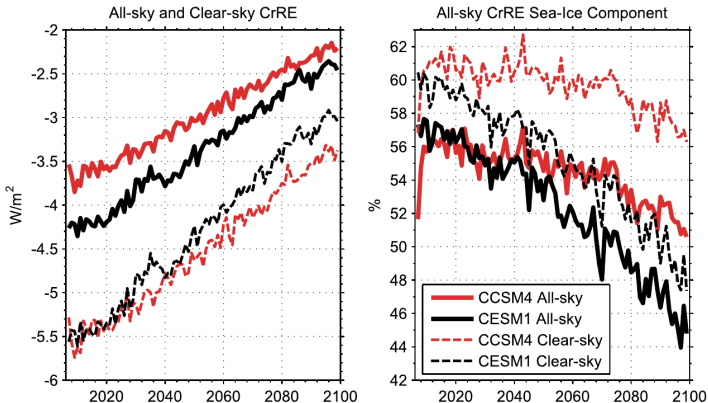 All-sky and Clear-sky CrRE
-2
-2.5
-3
-3.5
-4
-4.5
-5
-5.5
-6
W/m²
2020 2040 2060 2080 2100
All-sky CrRE Sea-Ice Component
62
60
58
56
54
52
50
48
46
44
42
%
CCSM4 All-sky
CESM1 All-sky
CCSM4 Clear-sky
CESM1 Clear-sky
2020 2040 2060 2080 2100